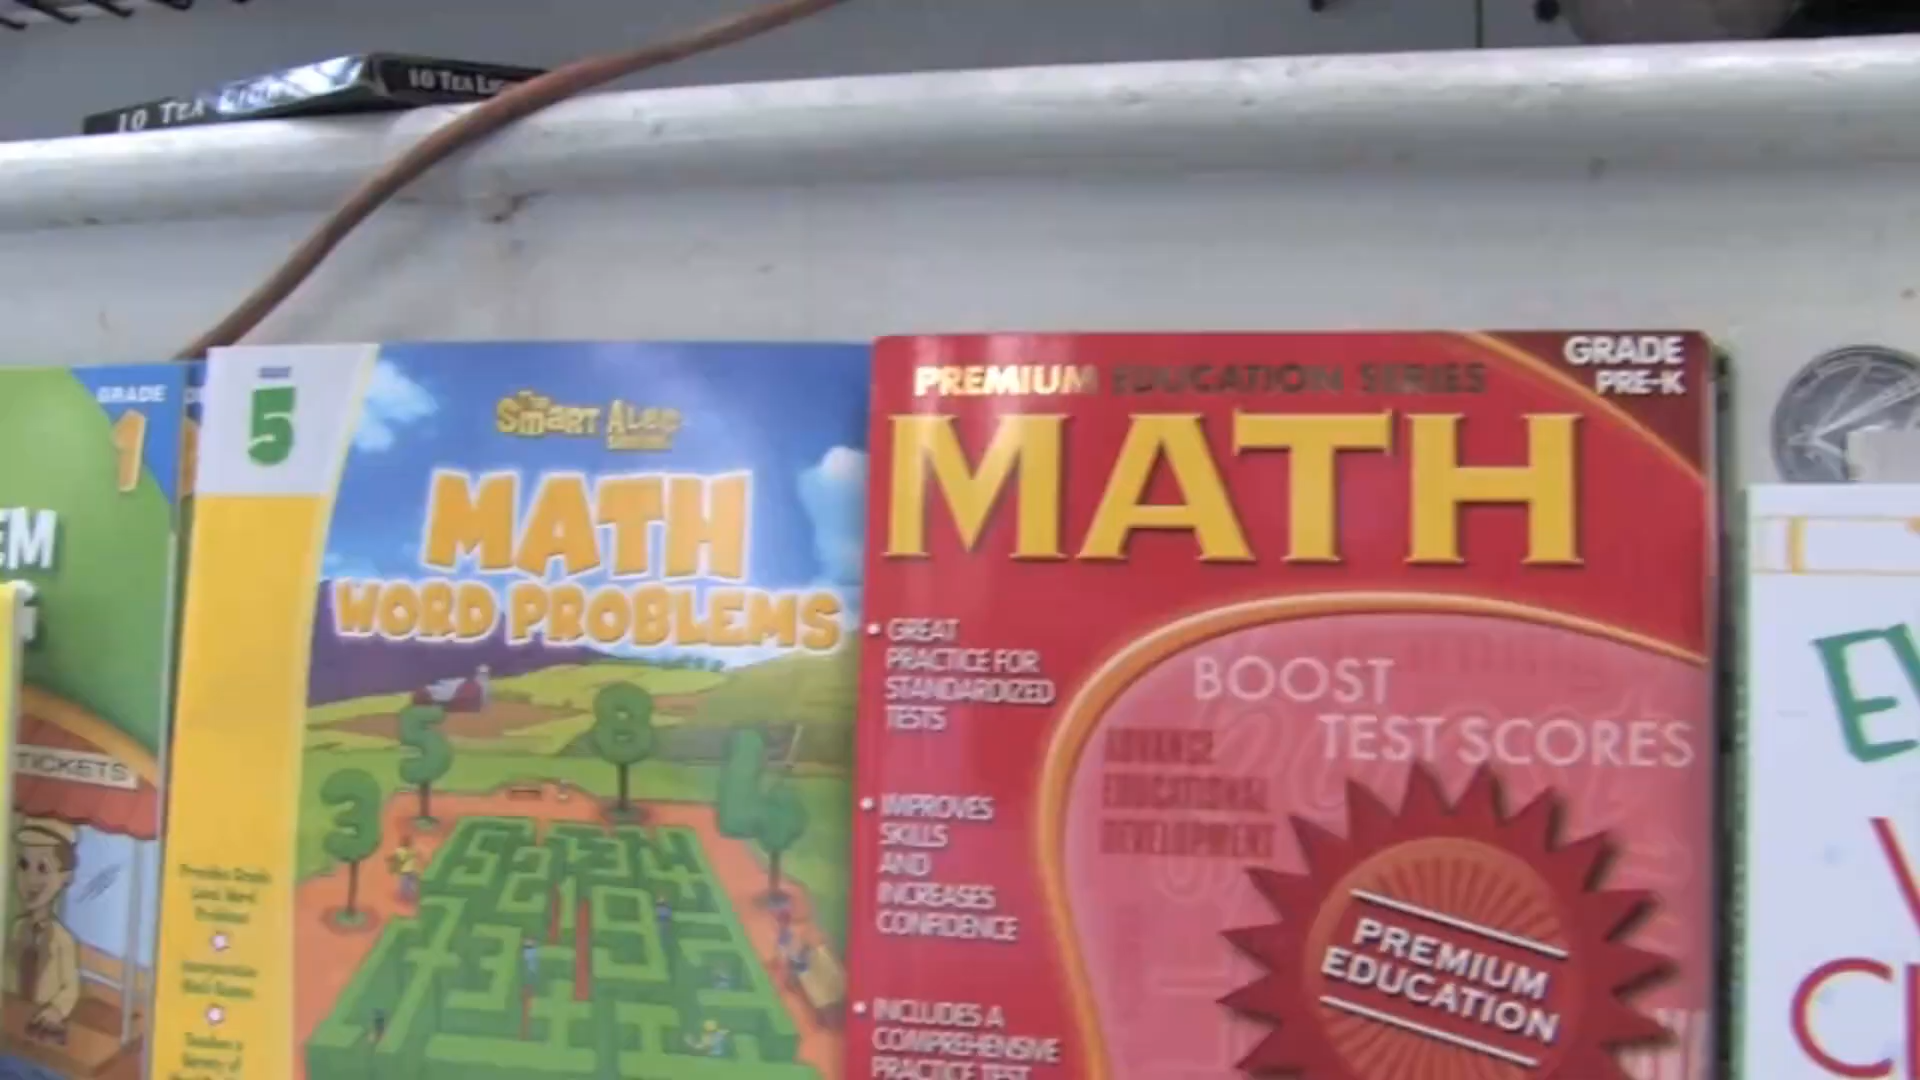 10 TEA
10 TEA
GRADE
1
TICKETS
5
The
SMART ALEC
MATH
WORD PROBLEMS
PREMIUM EDUCATION SERIES
GRADE
PRE-K
MATH
• GREAT
PRACTICE FOR
STANDARDIZED
TESTS
• IMPROVES
SKILLS
AND
INCREASES
CONFIDENCE
• INCLUDES A
COMPREHENSIVE
PRACTICE TEST
BOOST
TEST SCORES
ADVANCE
EDUCATIONAL
DEVELOPMENT
PREMIUM
EDUCATION